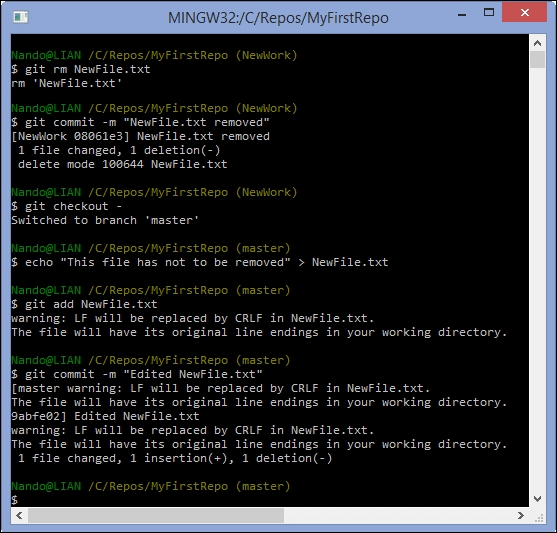 MINGW32:/C/Repos/MyFirstRepo
Nando@LIAN /C/Repos/MyFirstRepo (NewWork)
$ git rm NewFile.txt
rm 'NewFile.txt'
Nando@LIAN /C/Repos/MyFirstRepo (NewWork)
$ git commit -m "NewFile.txt removed"
[NewWork 08061e3] NewFile.txt removed
1 file changed, 1 deletion(-)
delete mode 100644 NewFile.txt
Nando@LIAN /C/Repos/MyFirstRepo (NewWork)
$ git checkout -
Switched to branch 'master'
Nando@LIAN /C/Repos/MyFirstRepo (master)
$ echo "This file has not to be removed" > NewFile.txt
Nando@LIAN /C/Repos/MyFirstRepo (master)
$ git add NewFile.txt
warning: LF will be replaced by CRLF in NewFile.txt.
The file will have its original line endings in your working directory.
Nando@LIAN /C/Repos/MyFirstRepo (master)
$ git commit -m "Edited NewFile.txt"
[master warning: LF will be replaced by CRLF in NewFile.txt.
The file will have its original line endings in your working directory.
9abfe02] Edited NewFile.txt
warning: LF will be replaced by CRLF in NewFile.txt.
The file will have its original line endings in your working directory.
1 file changed, 1 insertion(+), 1 deletion(-)
Nando@LIAN /C/Repos/MyFirstRepo (master)
$